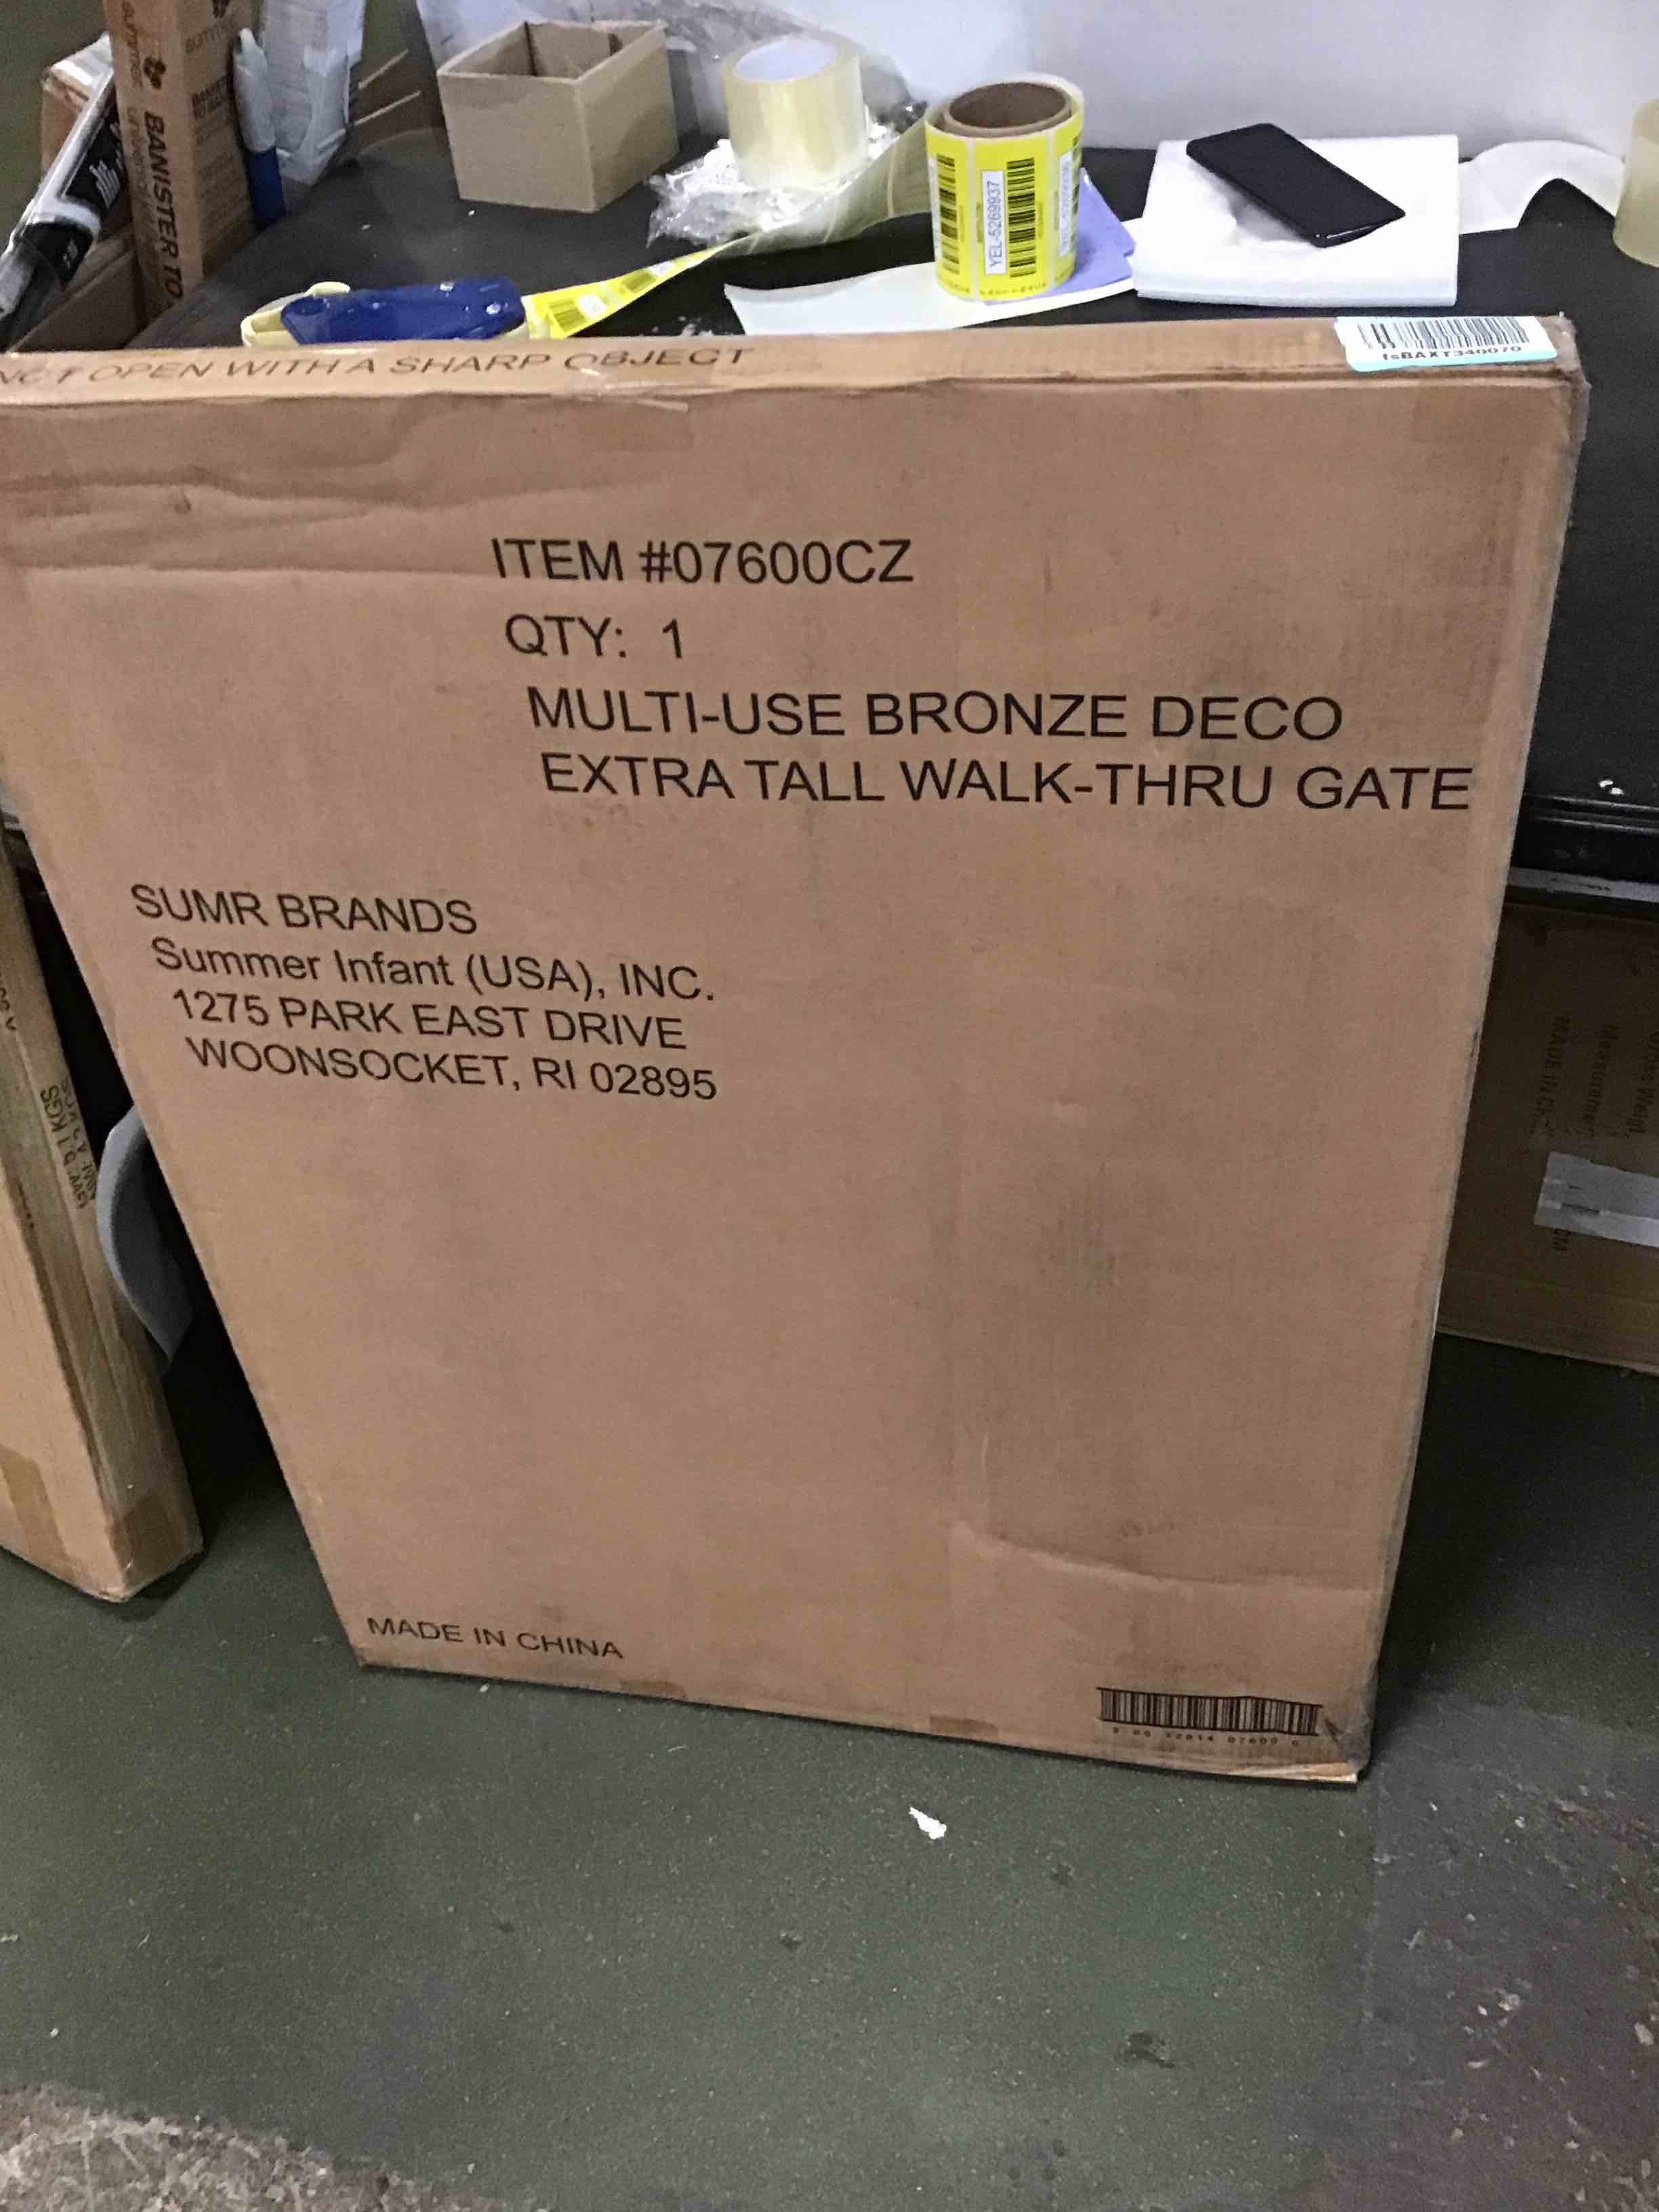 BANISTER TO
YEL-5269937
NOT OPEN WITH A SHARP OBJECT
fsBAXT340070
ITEM #07600CZ
QTY: 1
MULTI-USE BRONZE DECO
EXTRA TALL WALK-THRU GATE
SUMR BRANDS
Summer Infant (USA), INC.
1275 PARK EAST DRIVE
WOONSOCKET, RI 02895
MADE IN CHINA